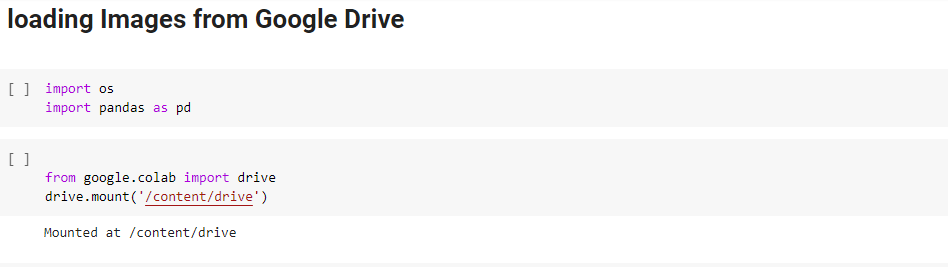 loading Images from Google Drive
[ ] import os
import pandas as pd
[ ]
from google.colab import drive
drive.mount('/content/drive')
Mounted at /content/drive